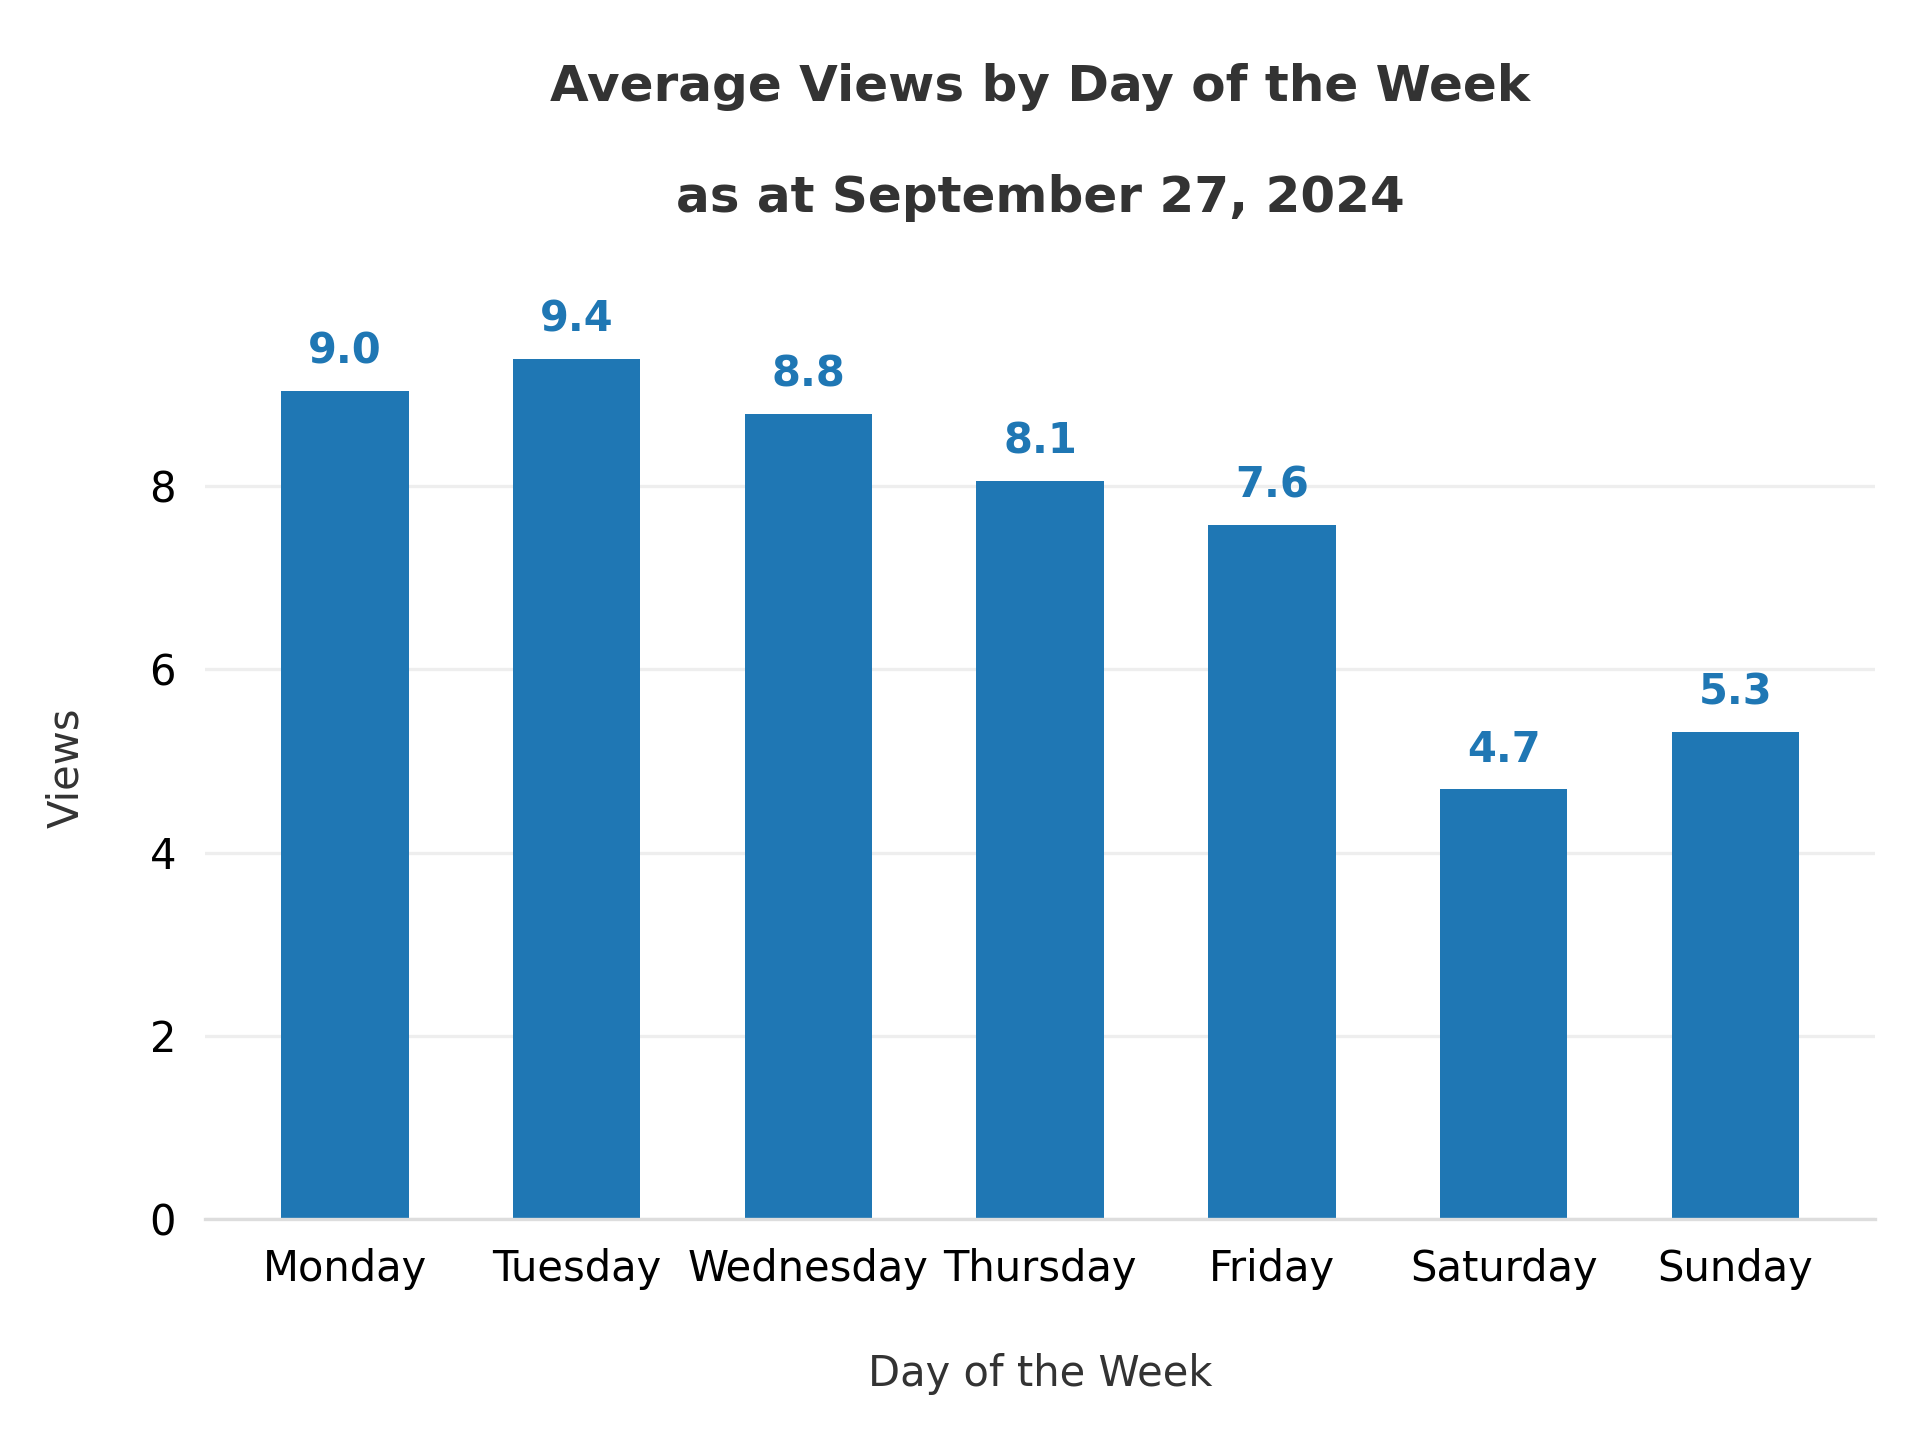 Average Views by Day of the Week
as at September 27, 2024
9.0
9.4
8.8
8.1
7.6
4.7
5.3
8
6
4
2
0
Views
Monday Tuesday Wednesday Thursday Friday Saturday Sunday
Day of the Week